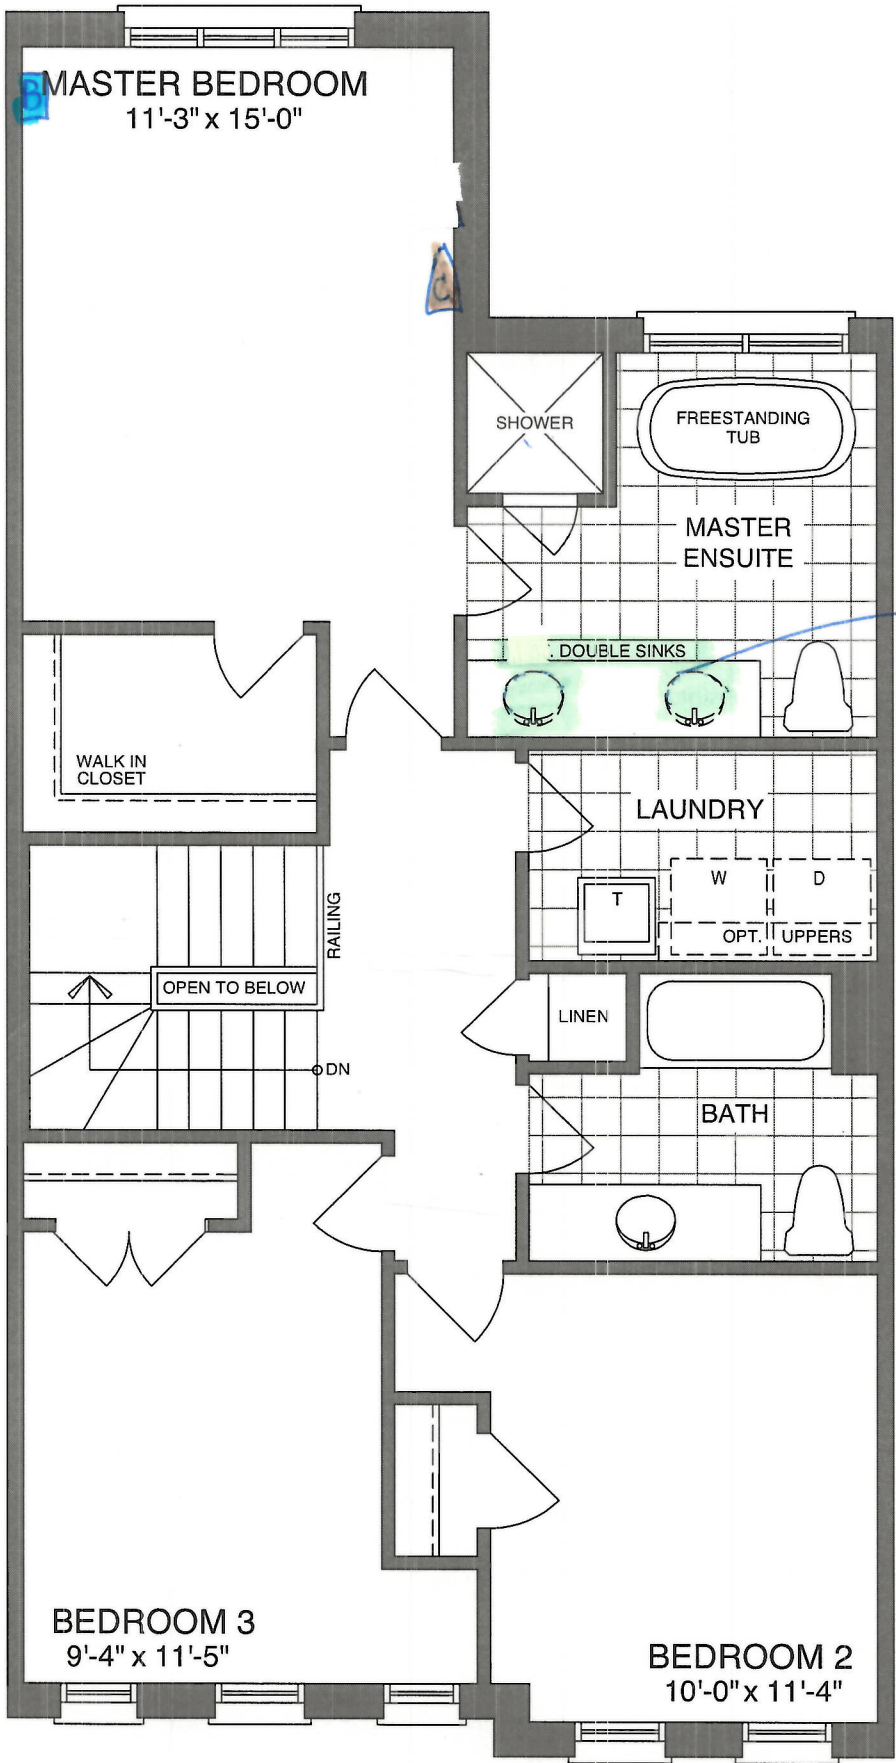 B
MASTER BEDROOM
11'-3" x 15'-0"
C
SHOWER
FREESTANDING
TUB
MASTER
ENSUITE
. DOUBLE SINKS
WALK IN
CLOSET
LAUNDRY
T
W
D
OPT. UPPERS
RAILING
OPEN TO BELOW
LINEN
DN
BATH
BEDROOM 3
9'-4" x 11'-5"
BEDROOM 2
10'-0" x 11'-4"